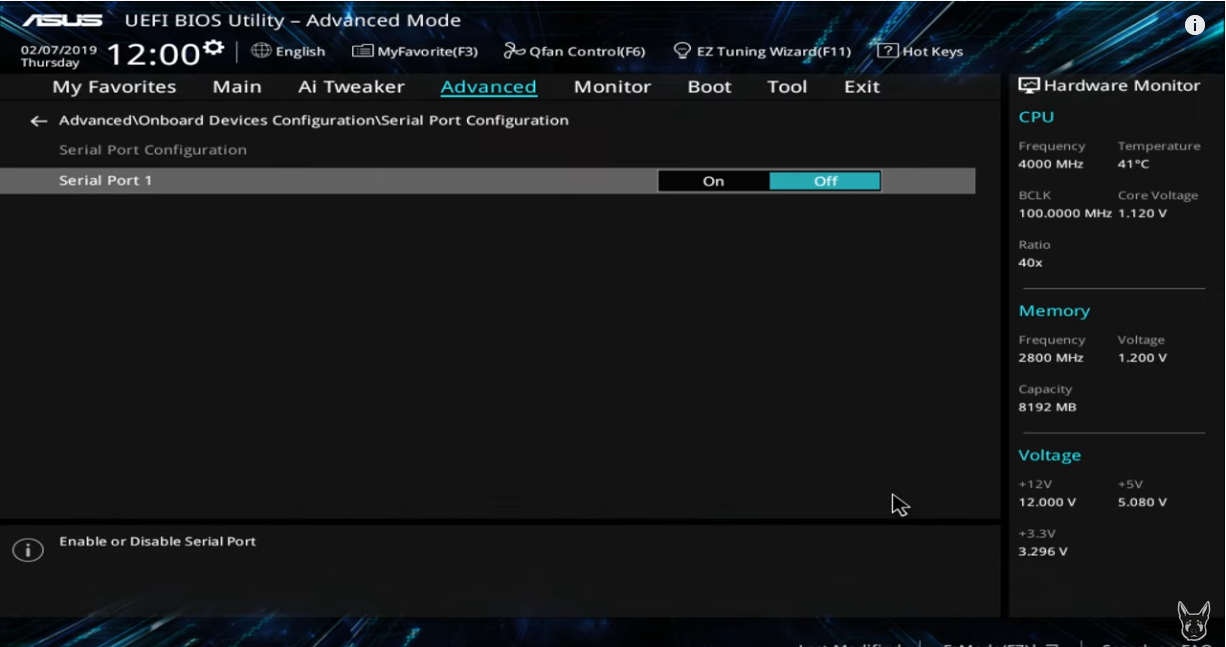 ASUS UEFI BIOS Utility – Advanced Mode
02/07/2019 Thursday 12:00 English MyFavorite(F3) Qfan Control(F6) EZ Tuning Wizard(F11) ? Hot Keys
My Favorites Main Ai Tweaker Advanced Monitor Boot Tool Exit
← Advanced\Onboard Devices Configuration\Serial Port Configuration
Serial Port Configuration
Serial Port 1 On Off
Enable or Disable Serial Port
Hardware Monitor
CPU
Frequency Temperature
4000 MHz 41°C
BCLK Core Voltage
100.0000 MHz 1.120 V
Ratio
40x
Memory
Frequency Voltage
2800 MHz 1.200 V
Capacity
8192 MB
Voltage
+12V +5V
12.000 V 5.080 V
+3.3V
3.296 V